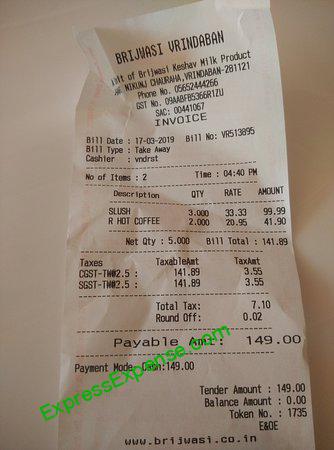 BRIJWASI VRINDABAN
Unit of Brijwasi Keshav Milk Product
NIKUNJ CHAURAHA,VRINDABAN-281121
Phone No. 05652444266
GST No. 09AABFB5366R1ZU
SAC: 00441067
INVOICE
Bill Date : 17-03-2019 Bill No: VR513895
Bill Type : Take Away
Cashier : vndrst
No of Items : 2 Time : 04:40 PM
Description QTY RATE AMOUNT
SLUSH 3.000 33.33 99.99
R HOT COFFEE 2.000 20.95 41.90
Net Qty : 5.000 Bill Total : 141.89
Taxes TaxableAmt TaxAmt
CGST-TW@2.5 : 141.89 3.55
SGST-TW@2.5 : 141.89 3.55
Total Tax: 7.10
Round Off: 0.02
Payable Amt: 149.00
Payment Mode Cash:149.00
Tender Amount : 149.00
Balance Amount : 0.00
Token No. : 1735
E&OE
www.brijwasi.co.in
ExpressExpense.com